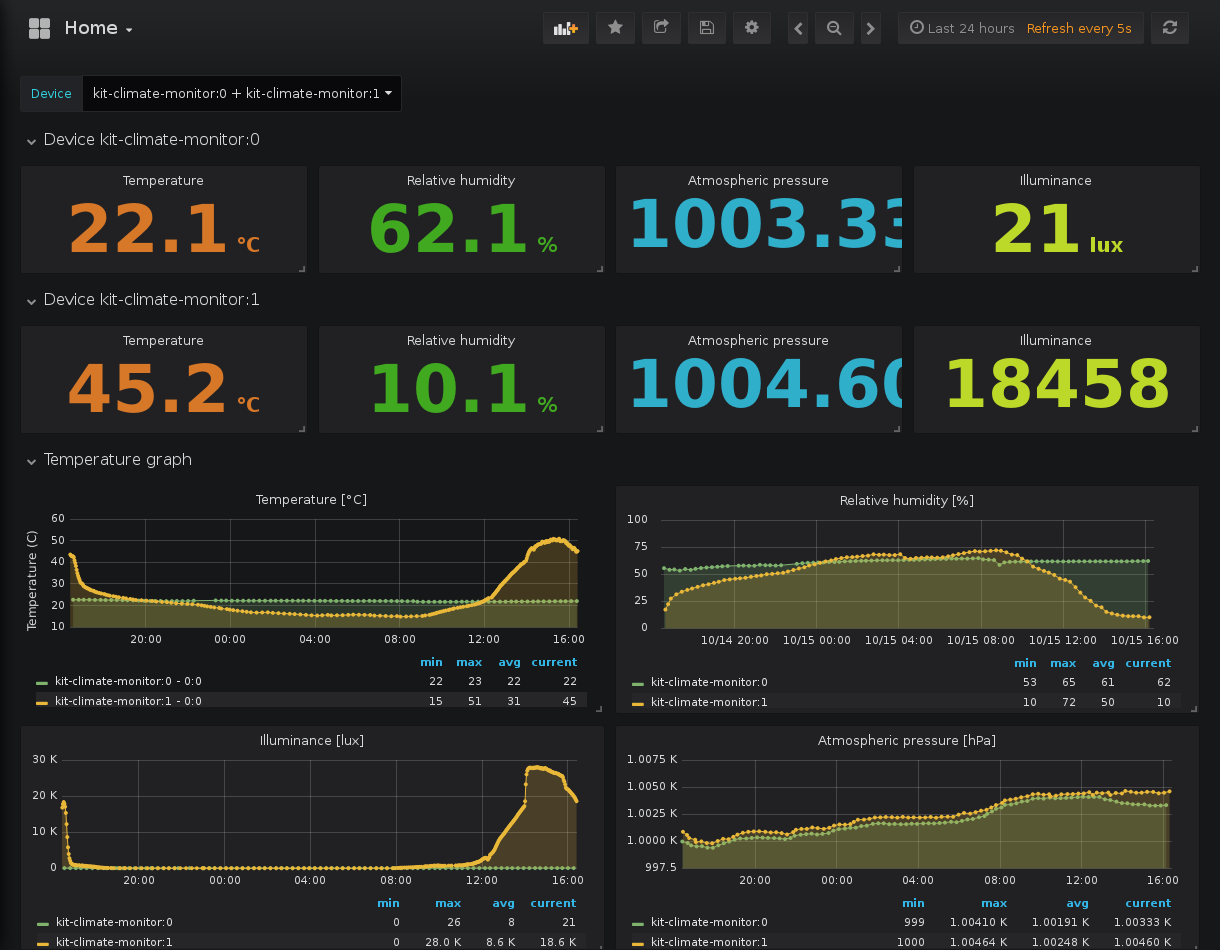 Home
Last 24 hours Refresh every 5s
Device kit-climate-monitor:0 + kit-climate-monitor:1
Device kit-climate-monitor:0
Temperature Relative humidity Atmospheric pressure Illuminance
22.1 °C 62.1 % 1003.33 21 lux
Device kit-climate-monitor:1
Temperature Relative humidity Atmospheric pressure Illuminance
45.2 °C 10.1 % 1004.60 18458
Temperature graph
Temperature [°C]
Temperature (C)
60
50
40
30
20
10
20:00 00:00 04:00 08:00 12:00 16:00
min max avg current
kit-climate-monitor:0 - 0:0 22 23 22 22
kit-climate-monitor:1 - 0:0 15 51 31 45
Relative humidity [%]
100
75
50
25
0
10/14 20:00 10/15 00:00 10/15 04:00 10/15 08:00 10/15 12:00 10/15 16:00
min max avg current
kit-climate-monitor:0 53 65 61 62
kit-climate-monitor:1 10 72 50 10
Illuminance [lux]
30 K
20 K
10 K
0
20:00 00:00 04:00 08:00 12:00 16:00
min max avg current
kit-climate-monitor:0 0 26 8 21
kit-climate-monitor:1 0 28.0 K 8.6 K 18.6 K
Atmospheric pressure [hPa]
1.0075 K
1.0050 K
1.0025 K
1.0000 K
997.5
20:00 00:00 04:00 08:00 12:00 16:00
min max avg current
kit-climate-monitor:0 999 1.00410 K 1.00191 K 1.00333 K
kit-climate-monitor:1 1000 1.00464 K 1.00248 K 1.00460 K